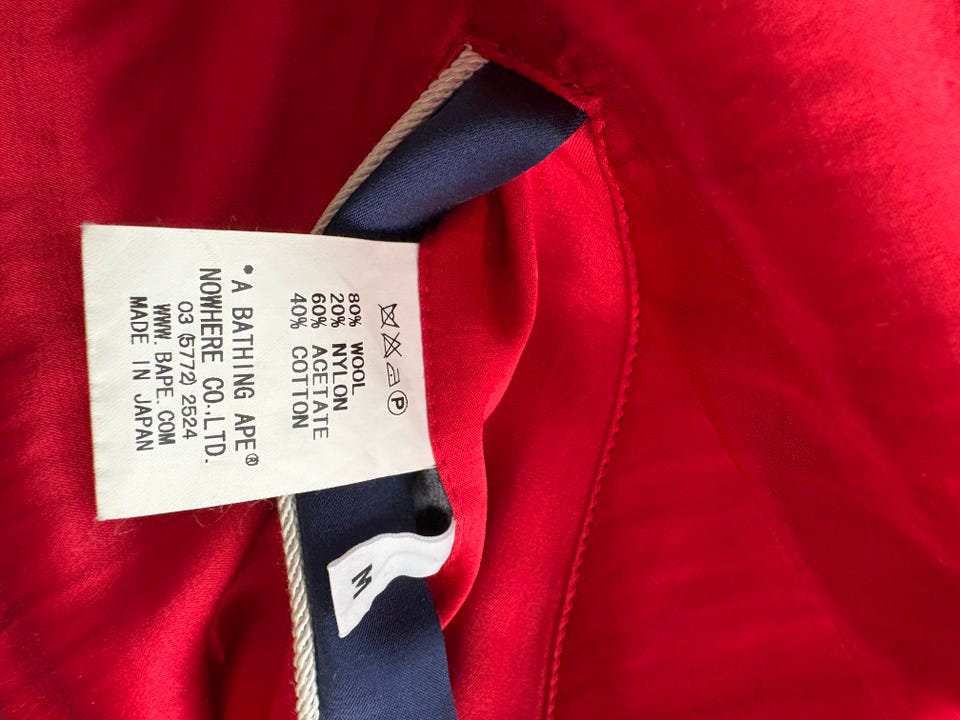 80% WOOL
20% NYLON
60% ACETATE
40% COTTON
•A BATHING APE®
NOWHERE CO.,LTD.
03 (5772) 2524
WWW.BAPE.COM
MADE IN JAPAN
P
M